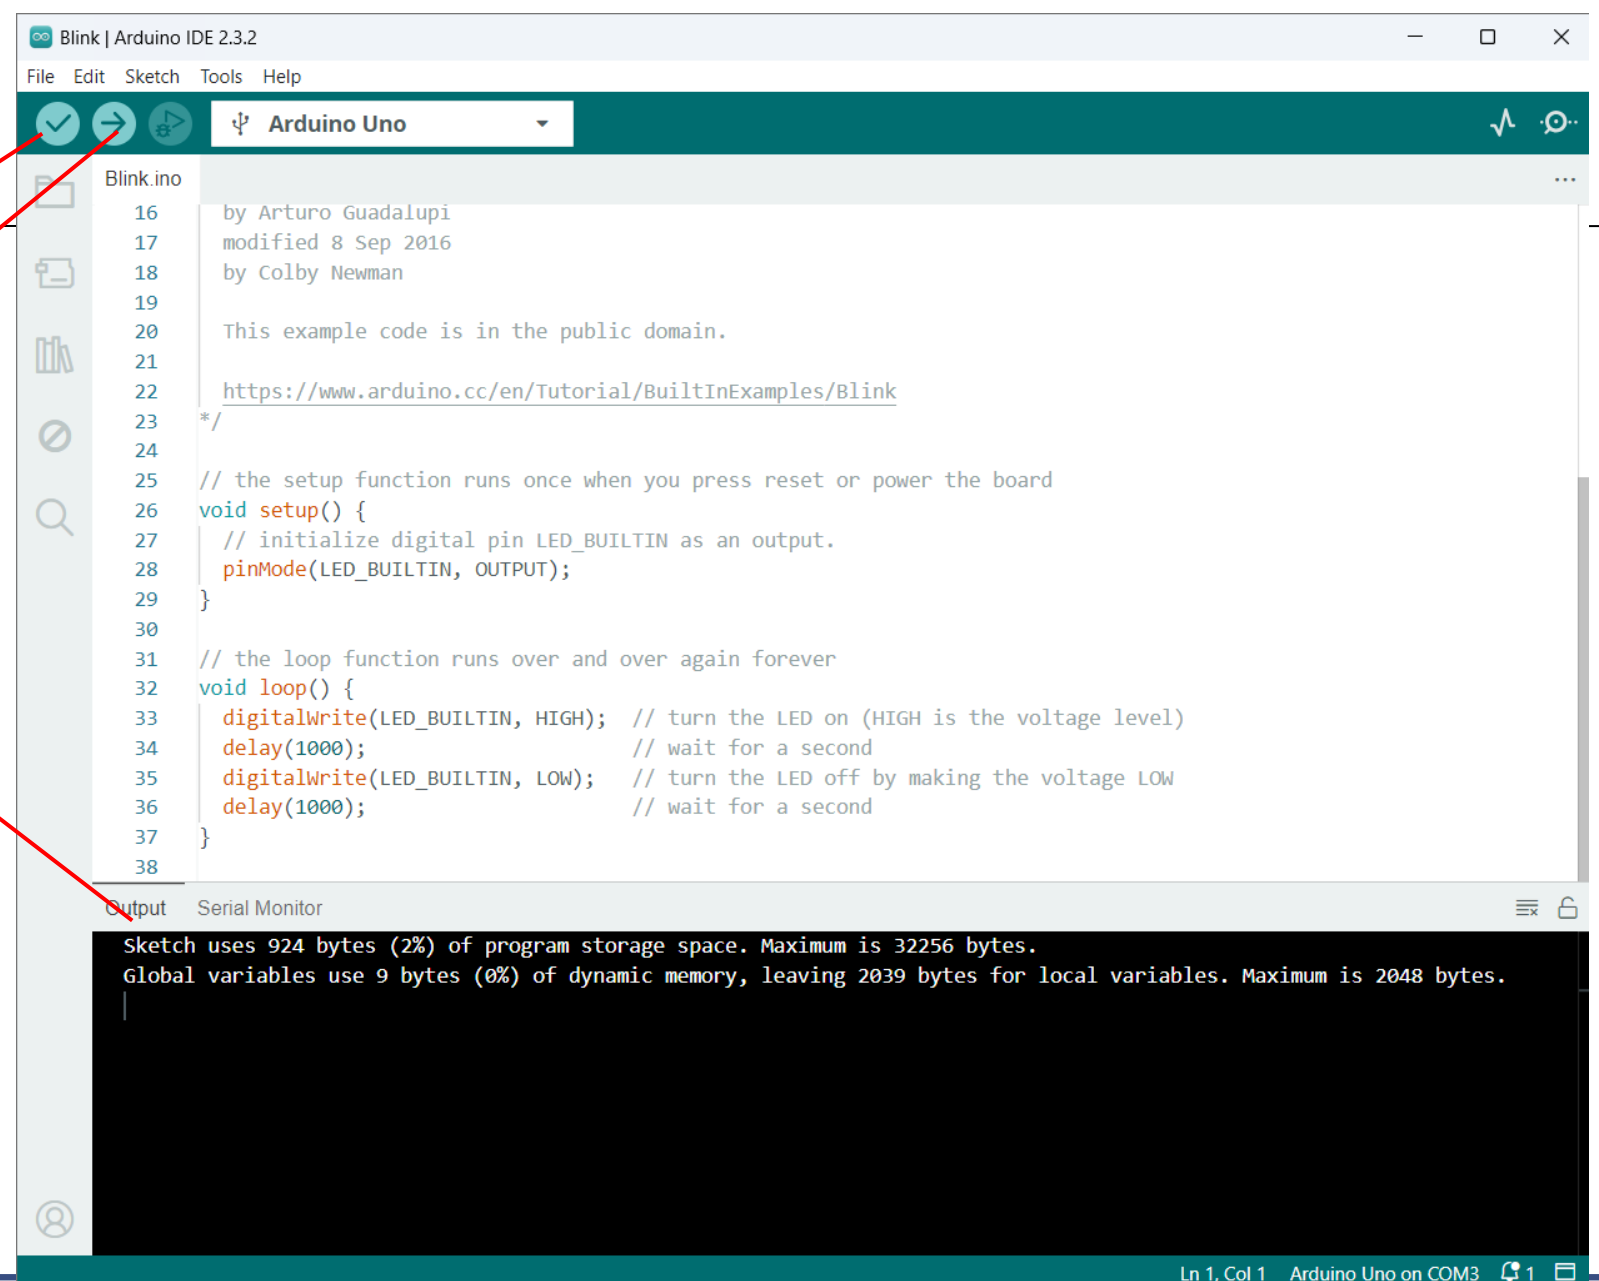 Blink | Arduino IDE 2.3.2
File Edit Sketch Tools Help
Arduino Uno
Blink.ino
16 by Arturo Guadalupi
17 modified 8 Sep 2016
18 by Colby Newman
19
20 This example code is in the public domain.
21
22 https://www.arduino.cc/en/Tutorial/BuiltInExamples/Blink
23 */
24
25 // the setup function runs once when you press reset or power the board
26 void setup() {
27 // initialize digital pin LED_BUILTIN as an output.
28 pinMode(LED_BUILTIN, OUTPUT);
29 }
30
31 // the loop function runs over and over again forever
32 void loop() {
33 digitalWrite(LED_BUILTIN, HIGH); // turn the LED on (HIGH is the voltage level)
34 delay(1000); // wait for a second
35 digitalWrite(LED_BUILTIN, LOW); // turn the LED off by making the voltage LOW
36 delay(1000); // wait for a second
37 }
38
Output Serial Monitor
Sketch uses 924 bytes (2%) of program storage space. Maximum is 32256 bytes.
Global variables use 9 bytes (0%) of dynamic memory, leaving 2039 bytes for local variables. Maximum is 2048 bytes.
Ln 1, Col 1 Arduino Uno on COM3 1